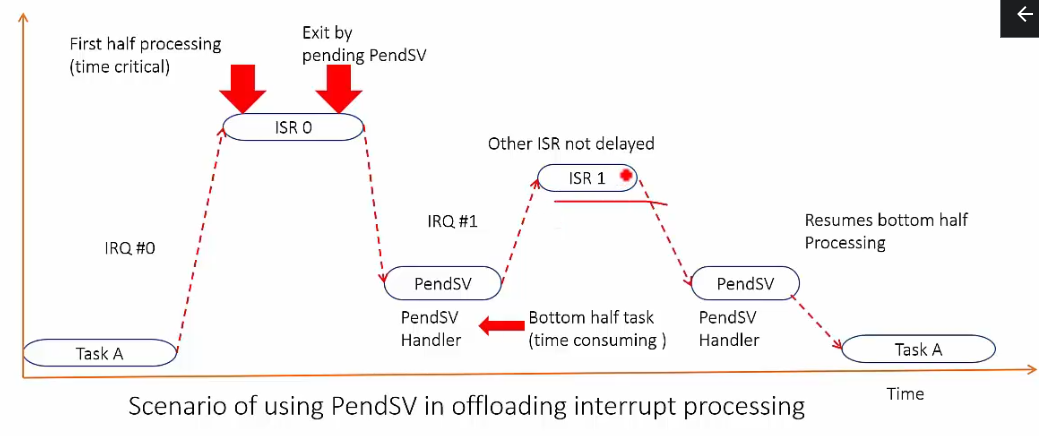 First half processing
(time critical)
Exit by
pending PendSV
ISR 0
Other ISR not delayed
ISR 1
IRQ #0
IRQ #1
Resumes bottom half
Processing
PendSV
PendSV
PendSV
Handler
Bottom half task
(time consuming )
PendSV
Handler
Task A
Task A
Time
Scenario of using PendSV in offloading interrupt processing